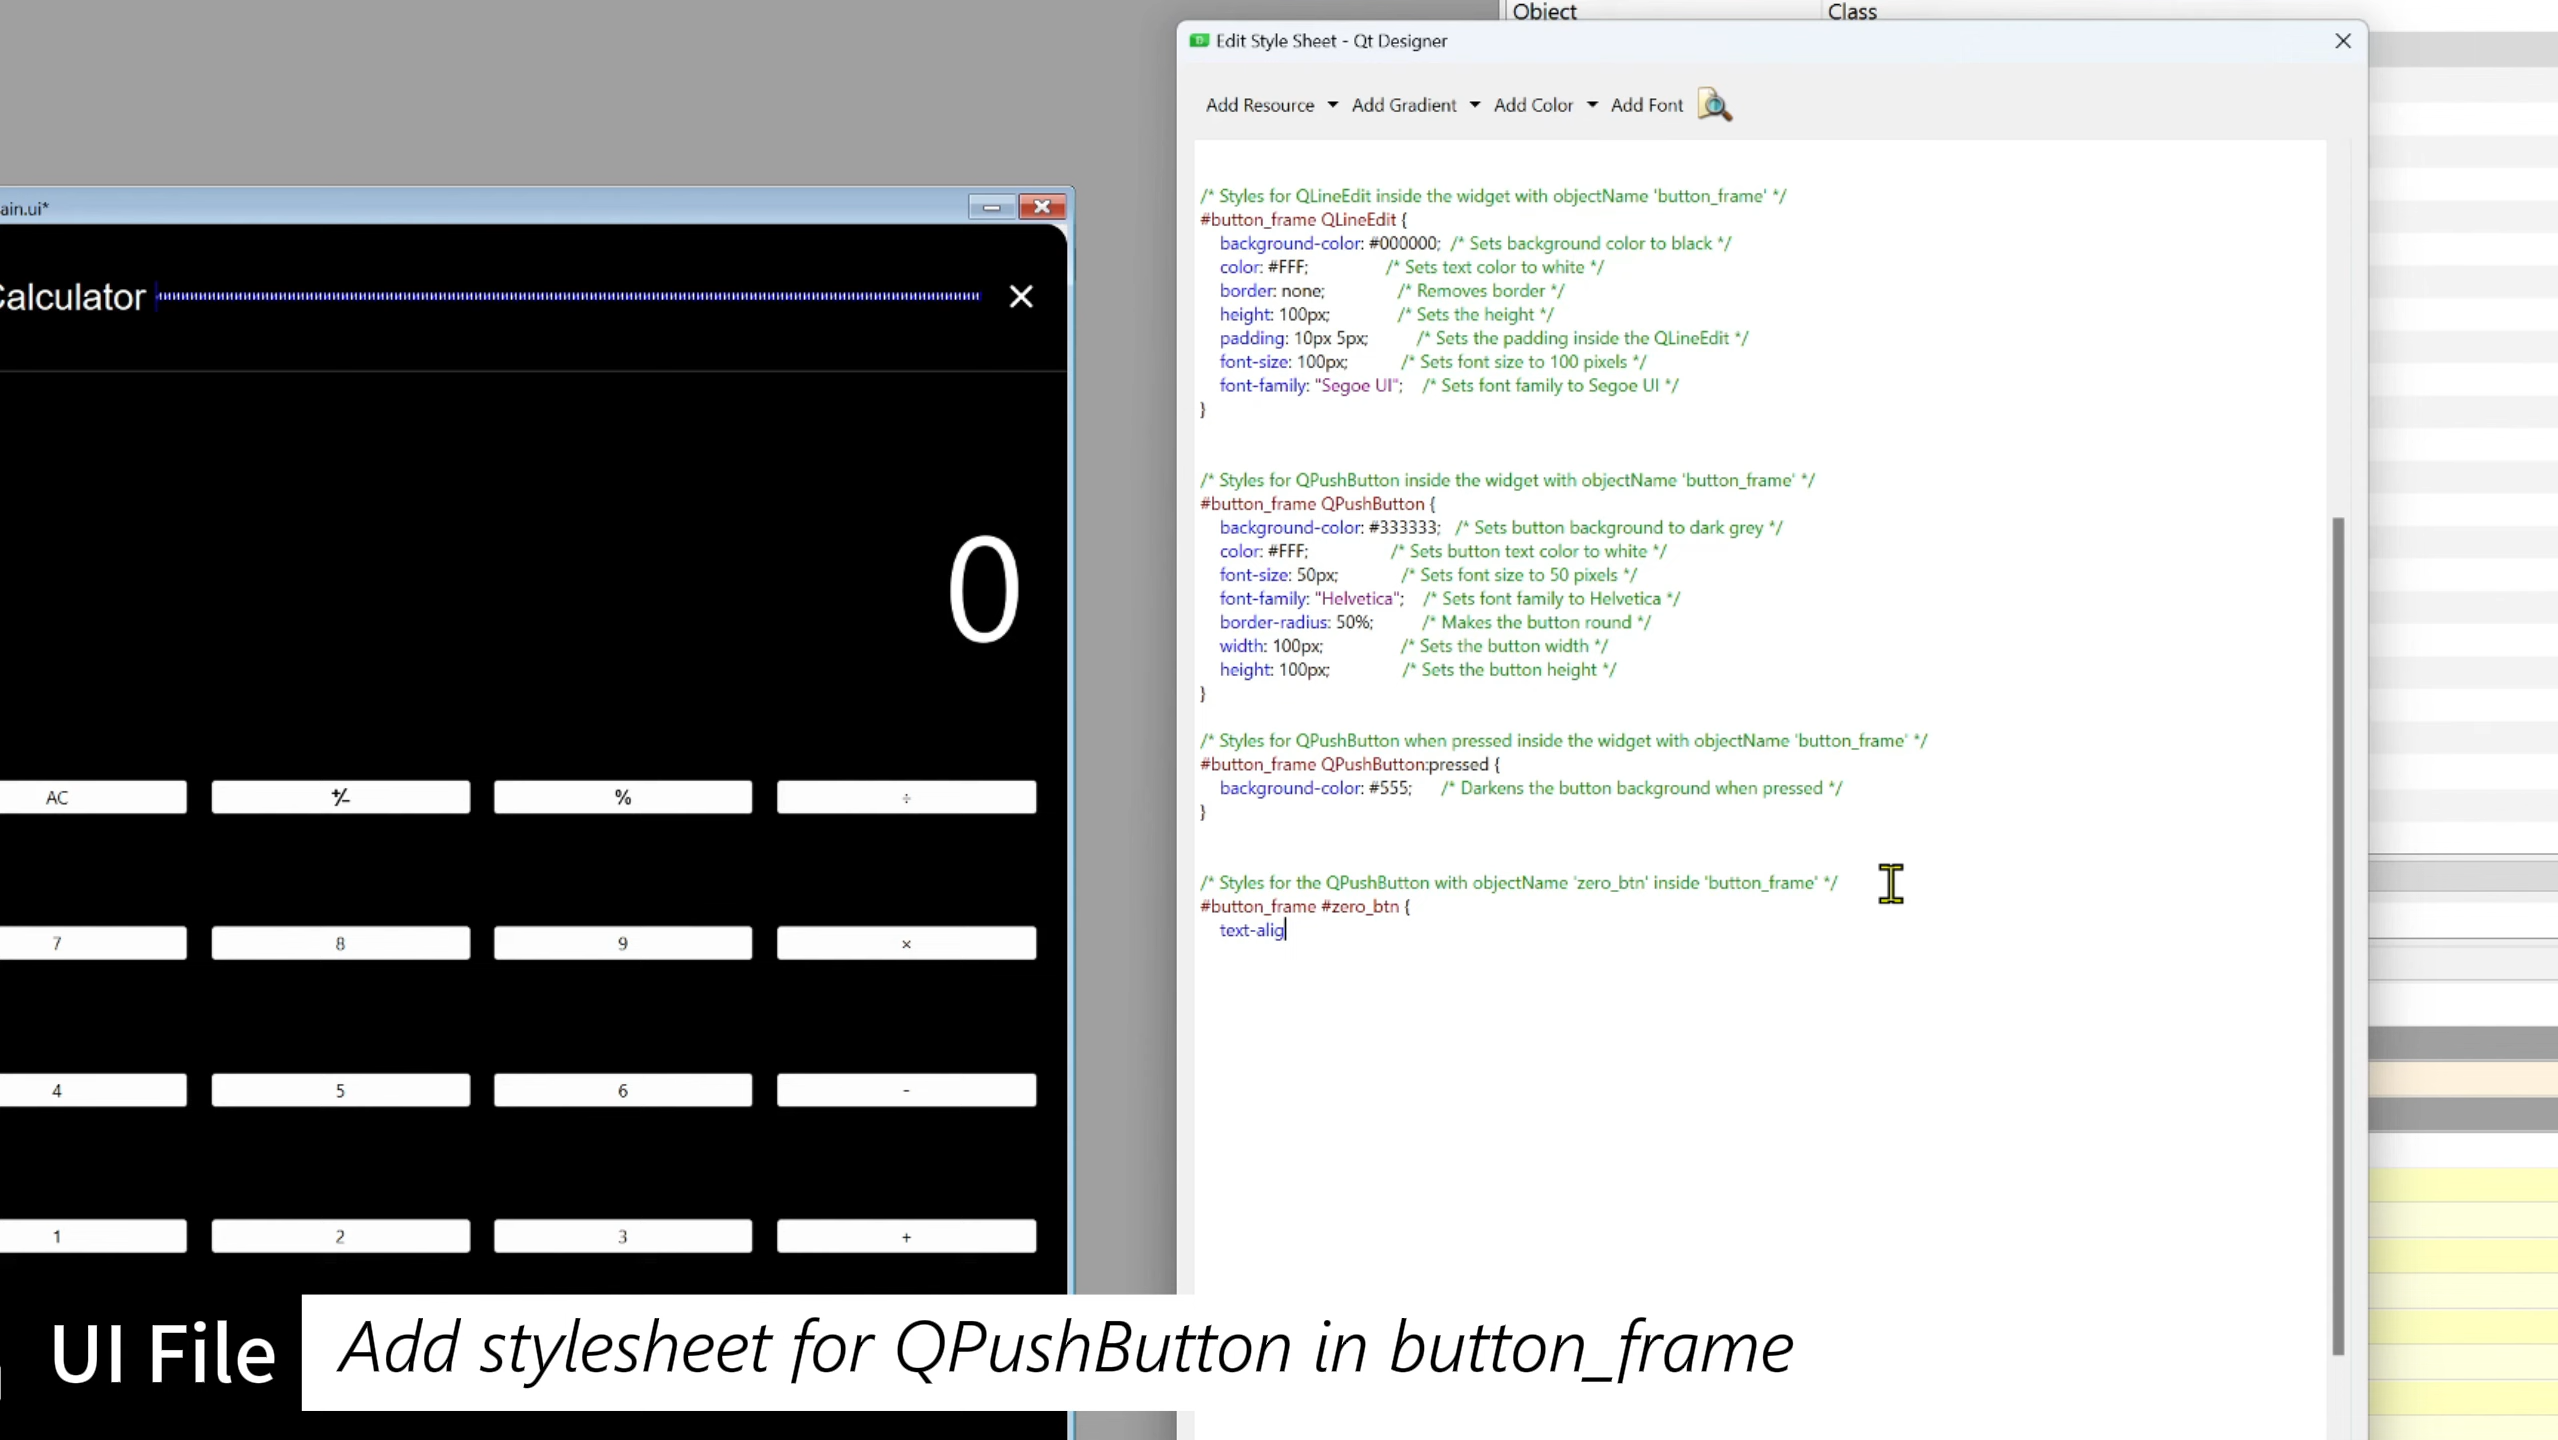 Object Class
Edit Style Sheet - Qt Designer
Add Resource Add Gradient Add Color Add Font
/* Styles for QLineEdit inside the widget with objectName 'button_frame' */
#button_frame QLineEdit {
background-color: #000000; /* Sets background color to black */
color: #FFF; /* Sets text color to white */
border: none; /* Removes border */
height: 100px; /* Sets the height */
padding: 10px 5px; /* Sets the padding inside the QLineEdit */
font-size: 100px; /* Sets font size to 100 pixels */
font-family: "Segoe UI"; /* Sets font family to Segoe UI */
}
/* Styles for QPushButton inside the widget with objectName 'button_frame' */
#button_frame QPushButton {
background-color: #333333; /* Sets button background to dark grey */
color: #FFF; /* Sets button text color to white */
font-size: 50px; /* Sets font size to 50 pixels */
font-family: "Helvetica"; /* Sets font family to Helvetica */
border-radius: 50%; /* Makes the button round */
width: 100px; /* Sets the button width */
height: 100px; /* Sets the button height */
}
/* Styles for QPushButton when pressed inside the widget with objectName 'button_frame' */
#button_frame QPushButton:pressed {
background-color: #555; /* Darkens the button background when pressed */
}
/* Styles for the QPushButton with objectName 'zero_btn' inside 'button_frame' */
#button_frame #zero_btn {
text-alig
ain.ui*
Calculator ×
0
AC +/- % ÷
7 8 9 ×
4 5 6 -
1 2 3 +
UI File Add stylesheet for QPushButton in button_frame